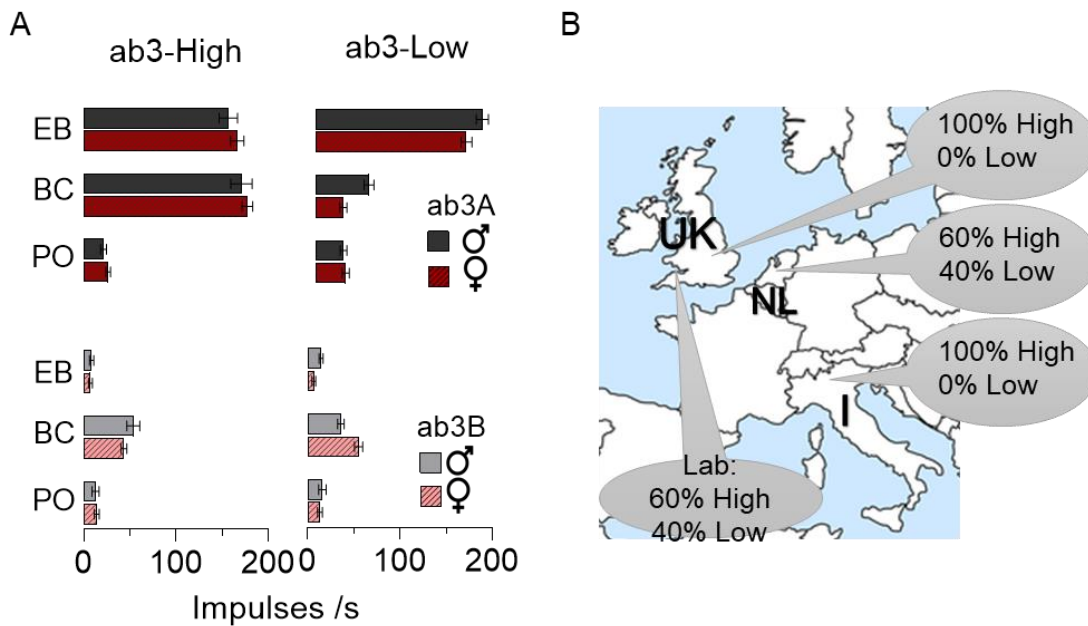 A
ab3-High
ab3-Low
EB
BC
PO
ab3A
♂
♀
EB
BC
PO
ab3B
♂
♀
0 100 200
0 100 200
Impulses /s
B
100% High
0% Low
UK
60% High
40% Low
NL
100% High
0% Low
I
Lab:
60% High
40% Low